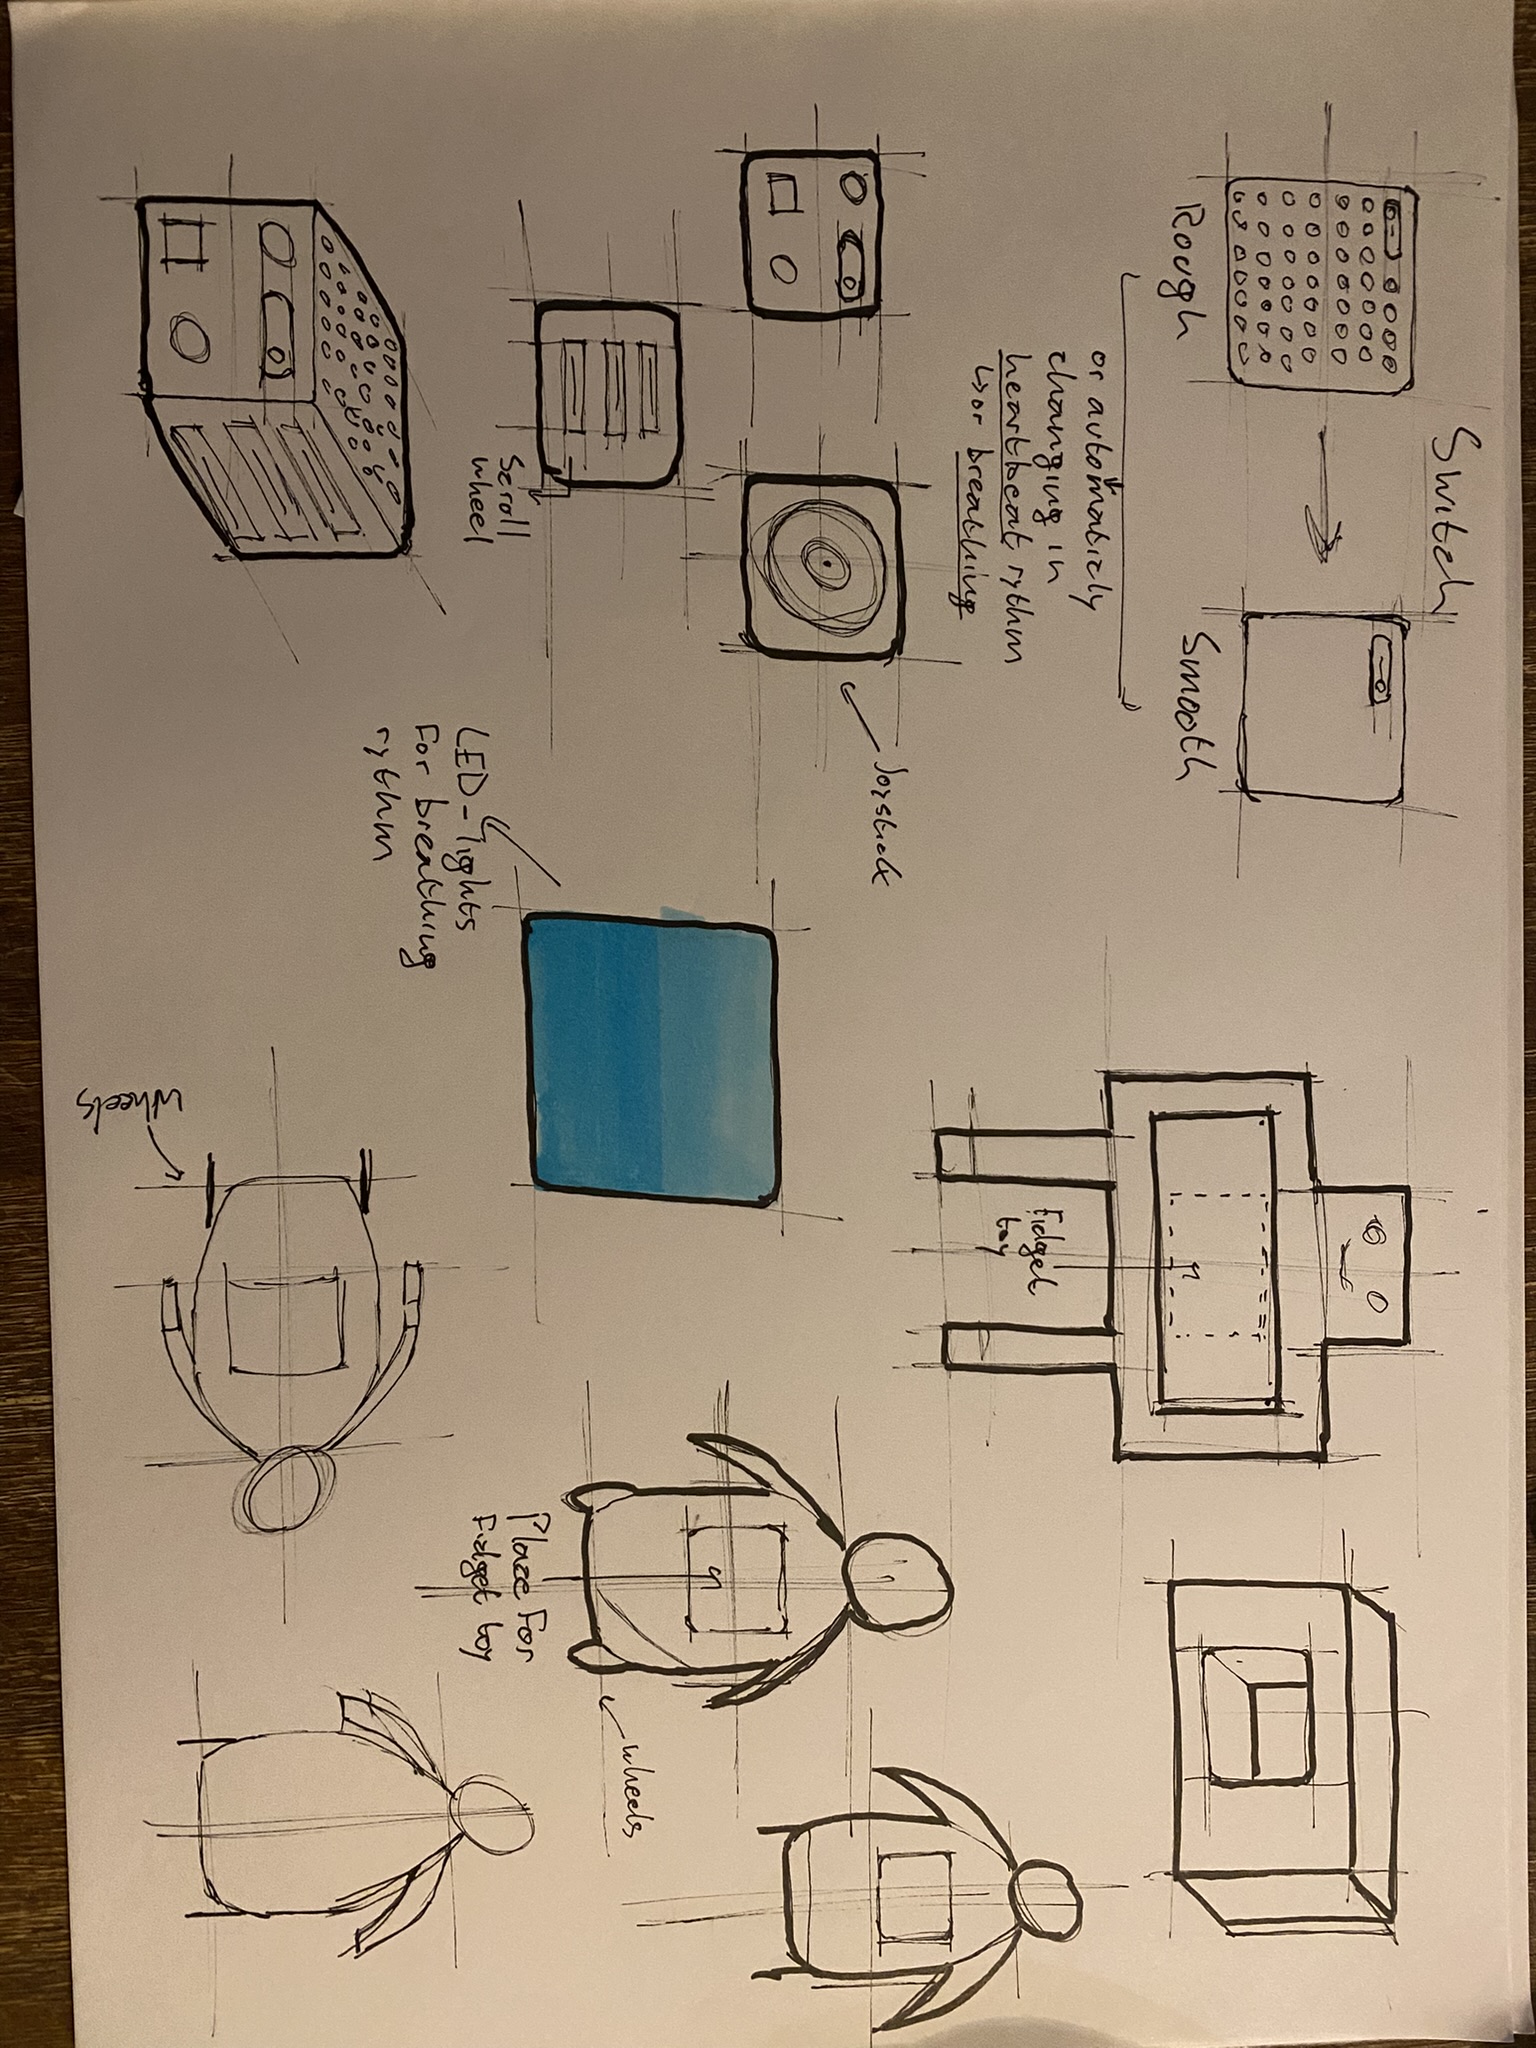 Switch
Rough
Smooth
or automaticly
changing in
heartbeat rythm
↳or breathing
Joystick
Scroll
wheel
LED-lights
For breathing
rythm
Fidget
toy
wheels
Place For
Fidget toy
wheels